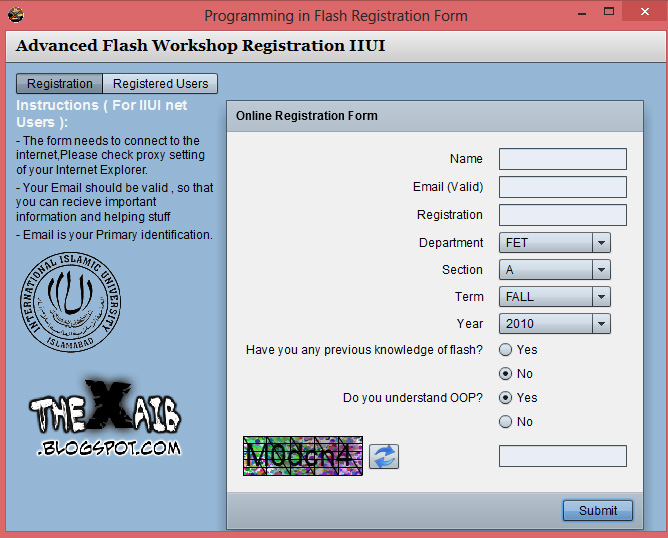 Programming in Flash Registration Form
Advanced Flash Workshop Registration IIUI
Registration Registered Users
Instructions ( For IIUI net
Users ):
- The form needs to connect to the
internet,Please check proxy setting
of your Internet Explorer.
- Your Email should be valid , so that
you can recieve important
information and helping stuff
- Email is your Primary identification.
INTERNATIONAL ISLAMIC UNIVERSITY
ISLAMABAD
THEXAIB
.BLOGSPOT.COM
Online Registration Form
Name
Email (Valid)
Registration
Department FET
Section A
Term FALL
Year 2010
Have you any previous knowledge of flash? Yes
No
Do you understand OOP? Yes
No
M0dcn4
Submit